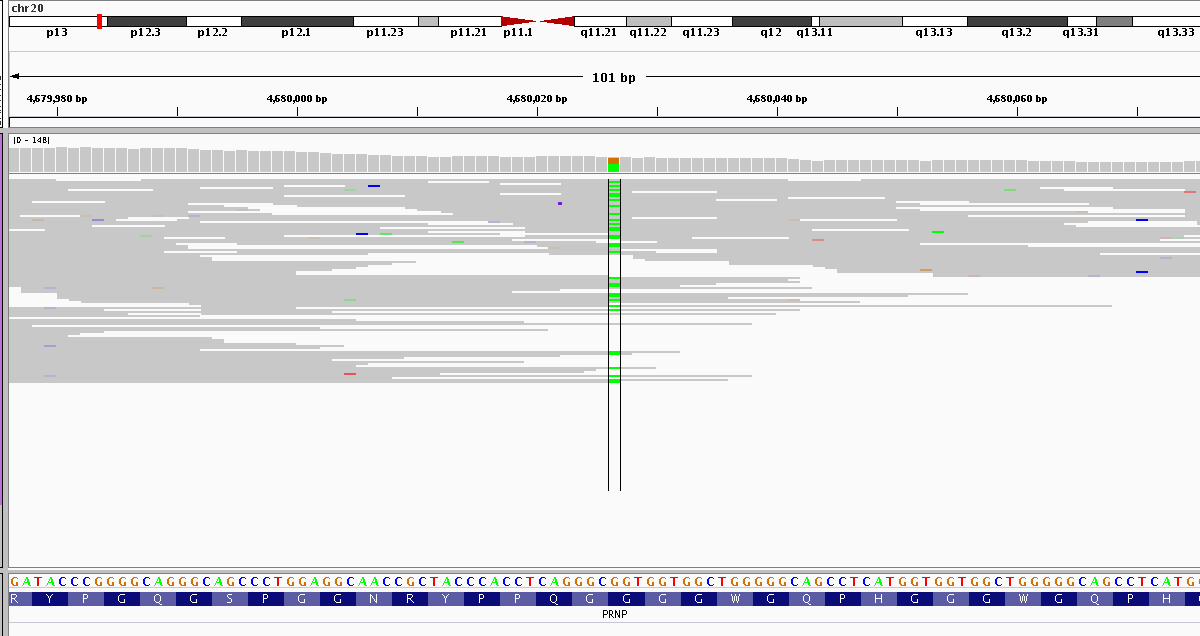 chr20
p13 p12.3 p12.2 p12.1 p11.23 p11.21 p11.1 q11.21 q11.22 q11.23 q12 q13.11 q13.13 q13.2 q13.31 q13.33
101 bp
4,679,980 bp 4,680,000 bp 4,680,020 bp 4,680,040 bp 4,680,060 bp
[0 - 148]
GATACCCGGGGCAGGGCAGCCCTGGAGGCAACCGCTACCCACCTCAGGGCGGTGGTGGCTGGGGGCAGCCTCATGGTGGTGGCTGGGGGCAGCCTCATG
R Y P G Q G S P G G N R Y P P Q G G G G W G Q P H G G G W G Q P H
PRNP